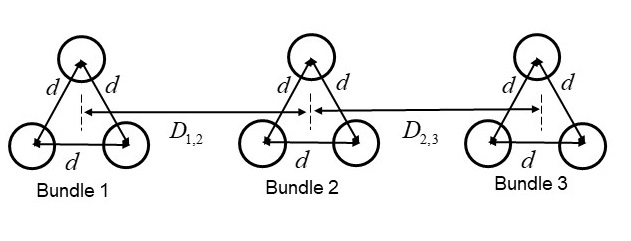 d d d d d d
D1,2 D2,3
d d d
Bundle 1 Bundle 2 Bundle 3